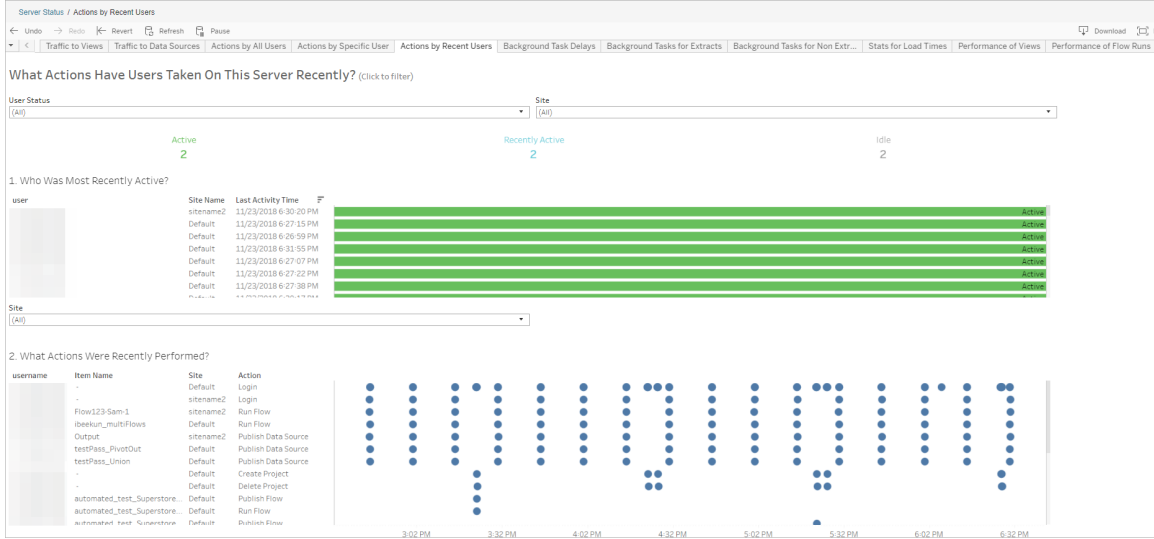 Server Status / Actions by Recent Users
← Undo → Redo Revert Refresh Pause Download
Traffic to Views Traffic to Data Sources Actions by All Users Actions by Specific User Actions by Recent Users Background Task Delays Background Tasks for Extracts Background Tasks for Non Extr... Stats for Load Times Performance of Views Performance of Flow Runs
What Actions Have Users Taken On This Server Recently? (Click to filter)
User Status Site
(All) (All)
Active Recently Active Idle
2 2 2
1. Who Was Most Recently Active?
user Site Name Last Activity Time
sitename2 11/23/2018 6:30:20 PM Active
Default 11/23/2018 6:27:15 PM Active
Default 11/23/2018 6:26:59 PM Active
Default 11/23/2018 6:31:55 PM Active
Default 11/23/2018 6:27:07 PM Active
Default 11/23/2018 6:27:22 PM Active
Default 11/23/2018 6:27:38 PM Active
Site
(All)
2. What Actions Were Recently Performed?
username Item Name Site Action
- Default Login
- sitename2 Login
Flow123-Sam-1 sitename2 Run Flow
ibeekun_multiFlows Default Run Flow
Output sitename2 Publish Data Source
testPass_PivotOut Default Publish Data Source
testPass_Union Default Publish Data Source
- Default Create Project
- Default Delete Project
automated_test_Superstore... Default Publish Flow
automated_test_Superstore... Default Run Flow
automated_test_Superstore... Default Publish Flow
3:02 PM 3:32 PM 4:02 PM 4:32 PM 5:02 PM 5:32 PM 6:02 PM 6:32 PM